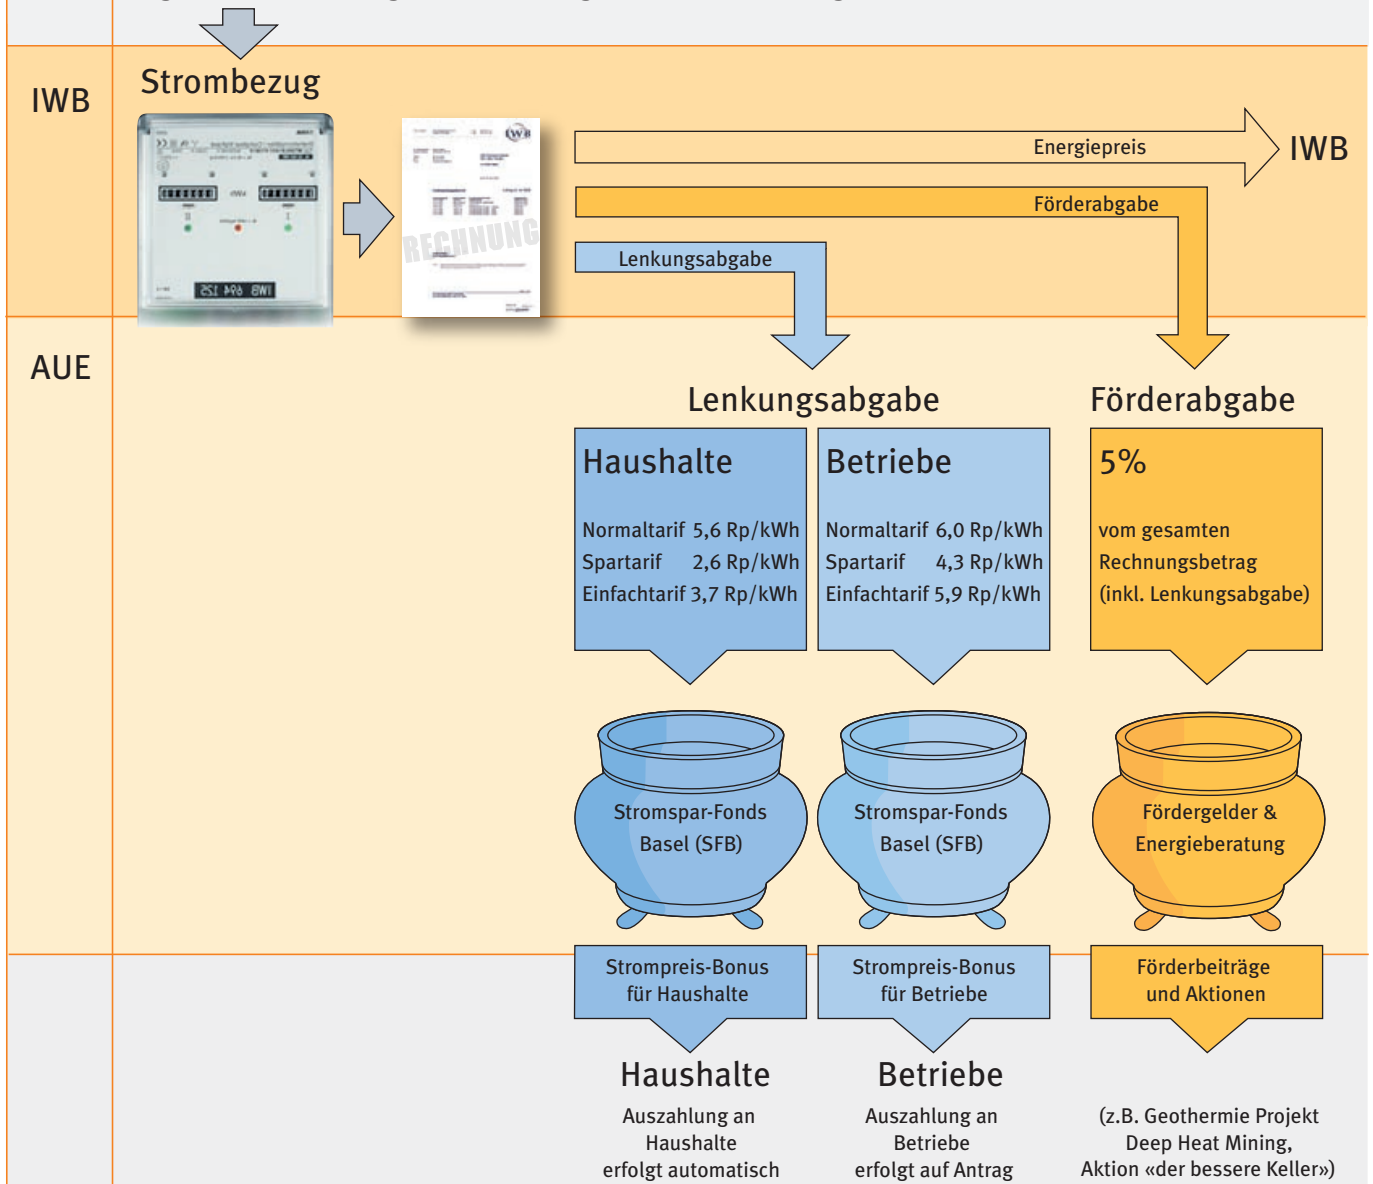 IWB
Strombezug
IWB
RECHNUNG
IWB 694 125
Energiepreis
IWB
Förderabgabe
Lenkungsabgabe
AUE
Lenkungsabgabe
Förderabgabe
Haushalte
Normaltarif 5,6 Rp/kWh
Spartarif 2,6 Rp/kWh
Einfachtarif 3,7 Rp/kWh
Betriebe
Normaltarif 6,0 Rp/kWh
Spartarif 4,3 Rp/kWh
Einfachtarif 5,9 Rp/kWh
5%
vom gesamten
Rechnungsbetrag
(inkl. Lenkungsabgabe)
Stromspar-Fonds
Basel (SFB)
Stromspar-Fonds
Basel (SFB)
Fördergelder &
Energieberatung
Strompreis-Bonus
für Haushalte
Strompreis-Bonus
für Betriebe
Förderbeiträge
und Aktionen
Haushalte
Auszahlung an
Haushalte
erfolgt automatisch
Betriebe
Auszahlung an
Betriebe
erfolgt auf Antrag
(z.B. Geothermie Projekt
Deep Heat Mining,
Aktion «der bessere Keller»)